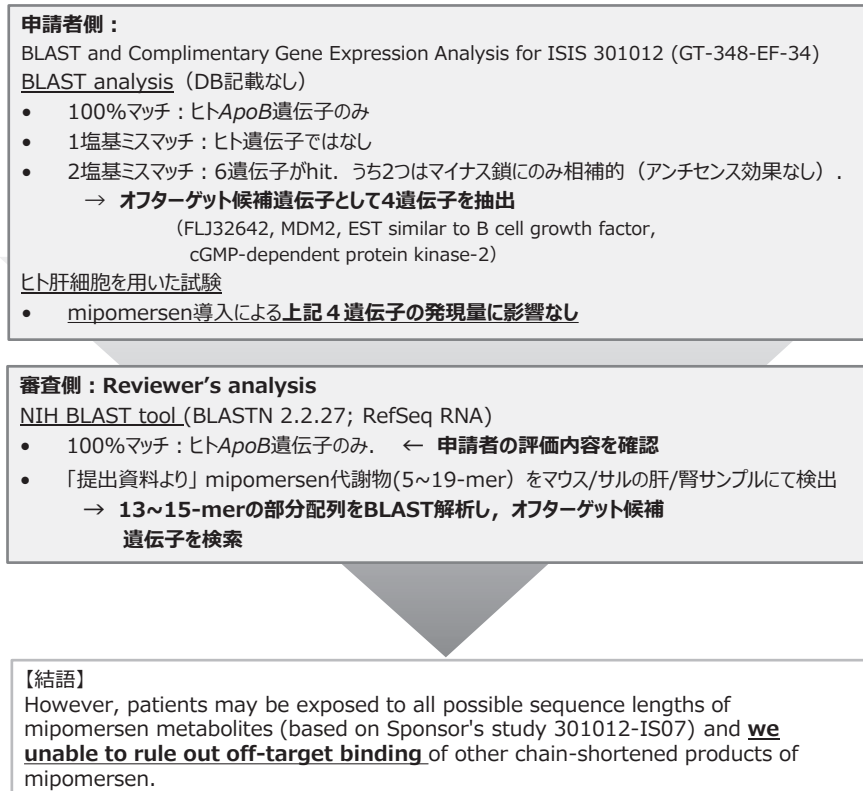 申請者側：
BLAST and Complimentary Gene Expression Analysis for ISIS 301012 (GT-348-EF-34)
BLAST analysis（DB記載なし）
• 100%マッチ：ヒトApoB遺伝子のみ
• 1塩基ミスマッチ：ヒト遺伝子ではなし
• 2塩基ミスマッチ：6遺伝子がhit．うち2つはマイナス鎖にのみ相補的（アンチセンス効果なし）.
→ オフターゲット候補遺伝子として4遺伝子を抽出
（FLJ32642, MDM2, EST similar to B cell growth factor,
cGMP-dependent protein kinase-2）
ヒト肝細胞を用いた試験
• mipomersen導入による上記４遺伝子の発現量に影響なし
審査側：Reviewer's analysis
NIH BLAST tool (BLASTN 2.2.27; RefSeq RNA)
• 100%マッチ：ヒトApoB遺伝子のみ． ← 申請者の評価内容を確認
• 「提出資料より」mipomersen代謝物(5~19-mer）をマウス/サルの肝/腎サンプルにて検出
→ 13~15-merの部分配列をBLAST解析し，オフターゲット候補
遺伝子を検索
【結語】
However, patients may be exposed to all possible sequence lengths of
mipomersen metabolites (based on Sponsor's study 301012-IS07) and we
unable to rule out off-target binding of other chain-shortened products of
mipomersen.